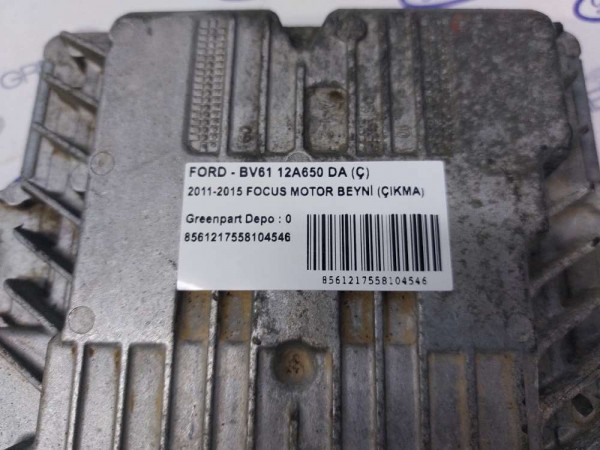 FORD - BV61 12A650 DA (Ç)
2011-2015 FOCUS MOTOR BEYNİ (ÇIKMA)
Greenpart Depo : 0
8561217558104546
8561217558104546